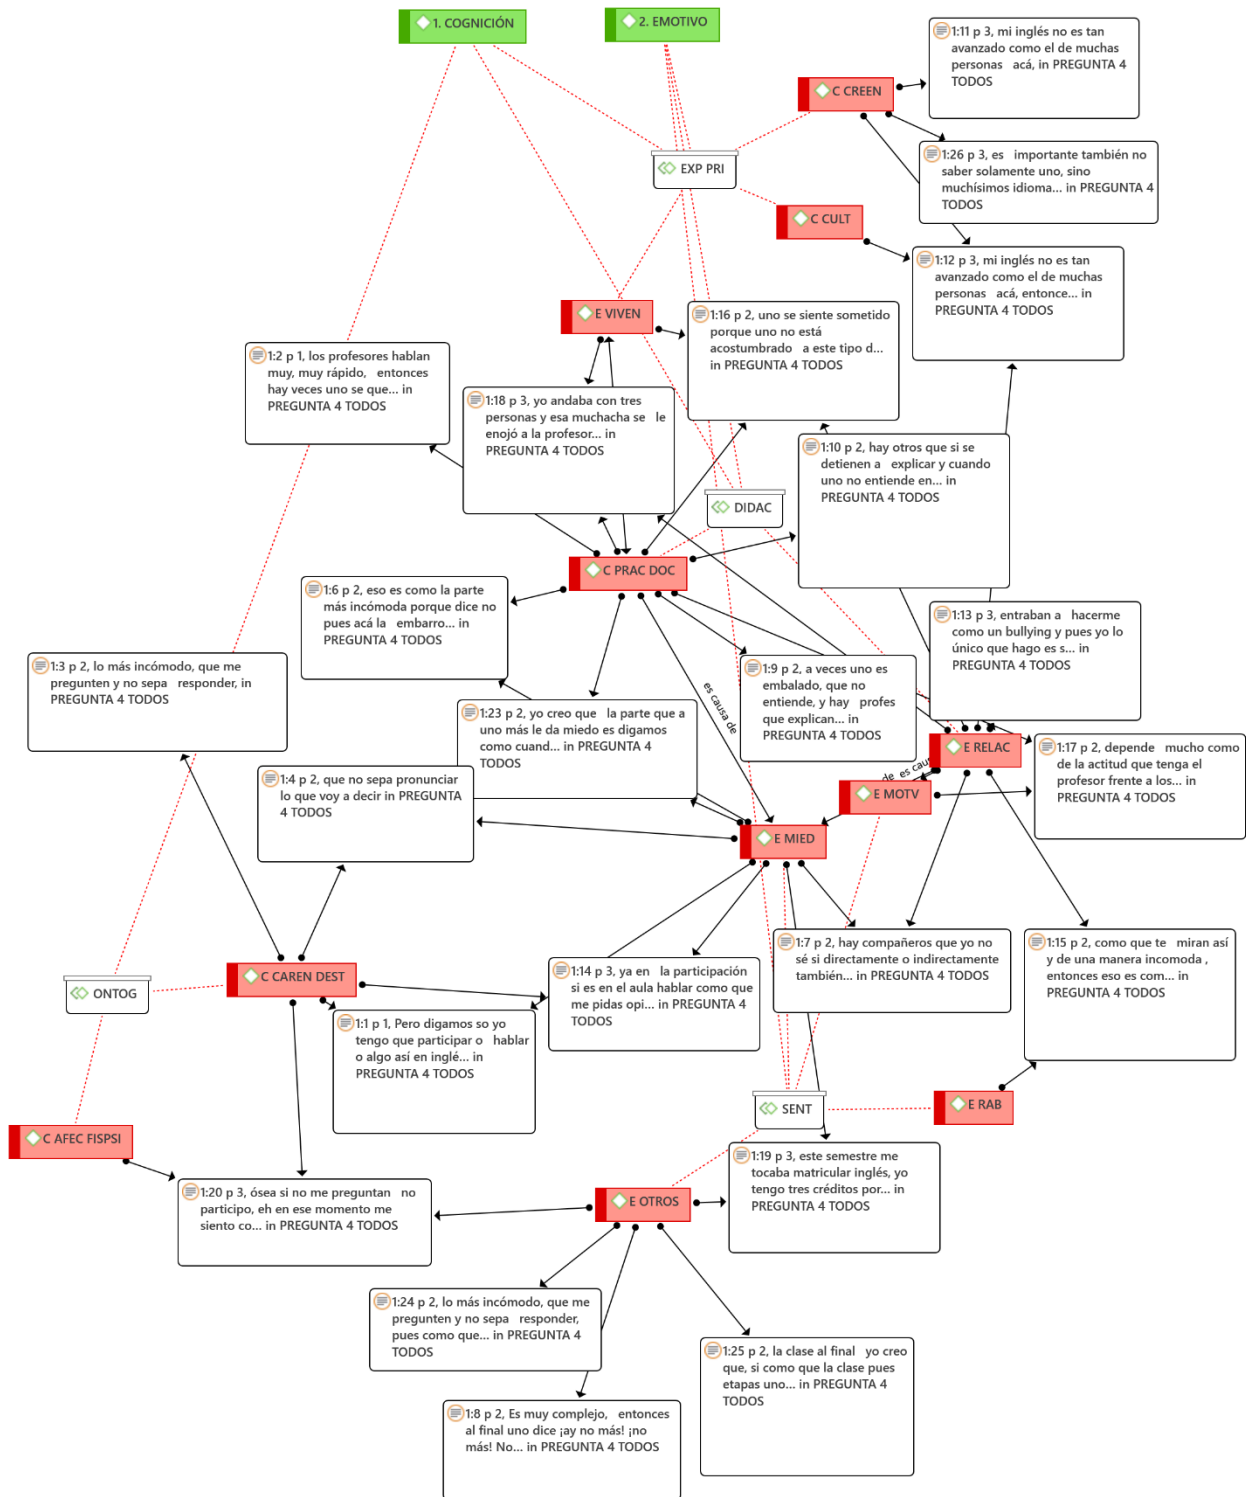 1. COGNICIÓN
2. EMOTIVO
1:11 p 3, mi inglés no es tan
avanzado como el de muchas
personas acá, in PREGUNTA 4
TODOS
C CREEN
1:26 p 3, es importante también no
saber solamente uno, sino
muchísimos idioma... in PREGUNTA 4
TODOS
EXP PRI
C CULT
1:12 p 3, mi inglés no es tan
avanzado como el de muchas
personas acá, entonce... in
PREGUNTA 4 TODOS
E VIVEN
1:16 p 2, uno se siente sometido
porque uno no está
acostumbrado a este tipo d...
in PREGUNTA 4 TODOS
1:2 p 1, los profesores hablan
muy, muy rápido, entonces
hay veces uno se que... in
PREGUNTA 4 TODOS
1:18 p 3, yo andaba con tres
personas y esa muchacha se le
enojó a la profesor... in
PREGUNTA 4 TODOS
1:10 p 2, hay otros que si se
detienen a explicar y cuando
uno no entiende en... in
PREGUNTA 4 TODOS
DIDAC
C PRAC DOC
1:6 p 2, eso es como la parte
más incómoda porque dice no
pues acá la embarro... in
PREGUNTA 4 TODOS
1:13 p 3, entraban a hacerme
como un bullying y pues yo lo
único que hago es s... in
PREGUNTA 4 TODOS
1:3 p 2, lo más incómodo, que me
pregunten y no sepa responder, in
PREGUNTA 4 TODOS
1:9 p 2, a veces uno es
embalado, que no
entiende, y hay profes
que explican... in
PREGUNTA 4 TODOS
es causa de
1:23 p 2, yo creo que la parte que a
uno más le da miedo es digamos
como cuand... in PREGUNTA 4
TODOS
E RELAC
1:17 p 2, depende mucho como
de la actitud que tenga el
profesor frente a los... in
PREGUNTA 4 TODOS
de es caus
1:4 p 2, que no sepa pronunciar
lo que voy a decir in PREGUNTA
4 TODOS
E MOTV
E MIED
1:7 p 2, hay compañeros que yo no
sé si directamente o indirectamente
también... in PREGUNTA 4 TODOS
1:15 p 2, como que te miran así
y de una manera incomoda ,
entonces eso es com... in
PREGUNTA 4 TODOS
C CAREN DEST
1:14 p 3, ya en la participación
si es en el aula hablar como que
me pidas opi... in PREGUNTA 4
TODOS
ONTOG
1:1 p 1, Pero digamos so yo
tengo que participar o hablar
o algo así en inglé... in
PREGUNTA 4 TODOS
SENT
E RAB
C AFEC FISPSI
1:19 p 3, este semestre me
tocaba matricular inglés, yo
tengo tres créditos por... in
PREGUNTA 4 TODOS
1:20 p 3, ósea si no me preguntan no
participo, eh en ese momento me
siento co... in PREGUNTA 4 TODOS
E OTROS
1:24 p 2, lo más incómodo, que me
pregunten y no sepa responder,
pues como que... in PREGUNTA 4
TODOS
1:25 p 2, la clase al final yo creo
que, si como que la clase pues
etapas uno... in PREGUNTA 4
TODOS
1:8 p 2, Es muy complejo, entonces
al final uno dice ¡ay no más! ¡no
más! No... in PREGUNTA 4 TODOS